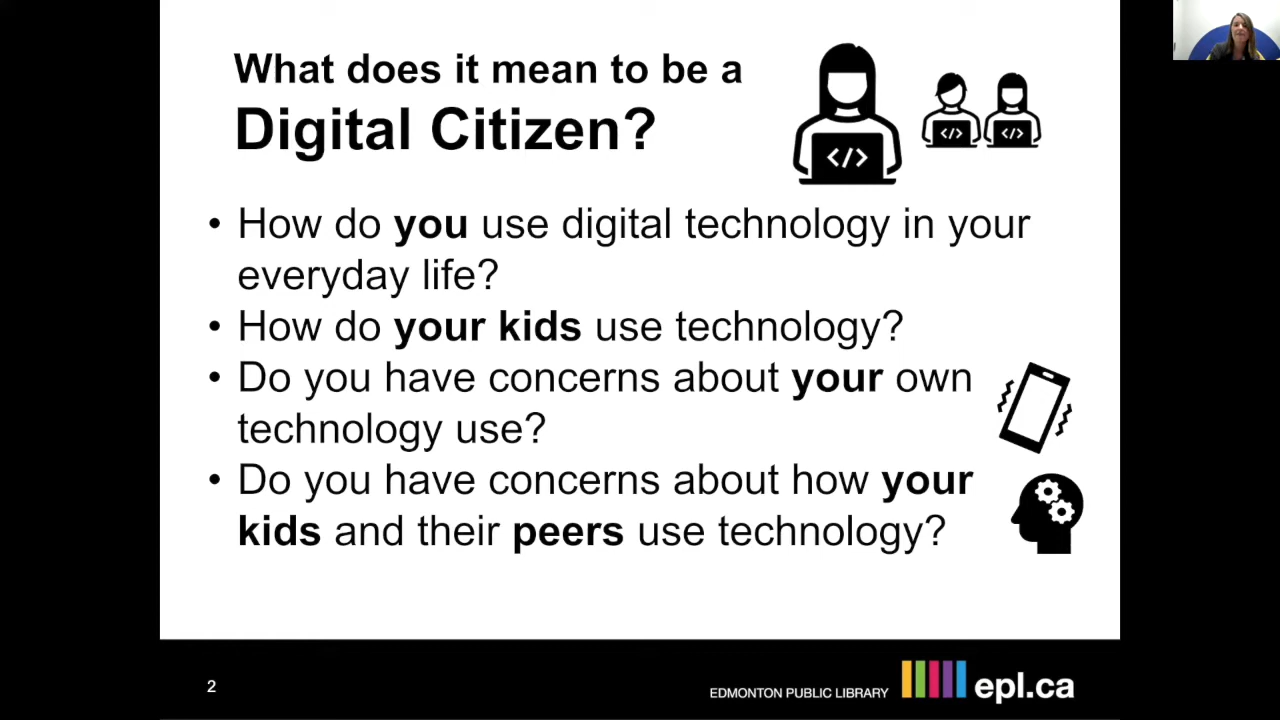 What does it mean to be a
Digital Citizen?
</>
</> </>
• How do you use digital technology in your
everyday life?
• How do your kids use technology?
• Do you have concerns about your own
technology use?
• Do you have concerns about how your
kids and their peers use technology?
2
EDMONTON PUBLIC LIBRARY epl.ca